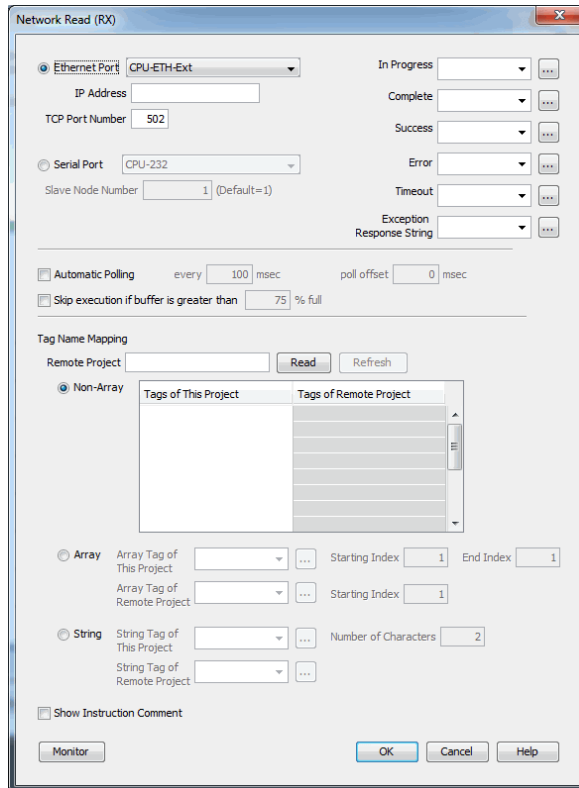 Network Read (RX)
Ethernet Port CPU-ETH-Ext
IP Address
TCP Port Number 502
Serial Port CPU-232
Slave Node Number 1 (Default=1)
In Progress ...
Complete ...
Success ...
Error ...
Timeout ...
Exception
Response String ...
Automatic Polling every 100 msec poll offset 0 msec
Skip execution if buffer is greater than 75 % full
Tag Name Mapping
Remote Project Read Refresh
Non-Array
Tags of This Project Tags of Remote Project
Array Array Tag of
This Project ... Starting Index 1 End Index 1
Array Tag of
Remote Project ... Starting Index 1
String String Tag of
This Project ... Number of Characters 2
String Tag of
Remote Project ...
Show Instruction Comment
Monitor OK Cancel Help